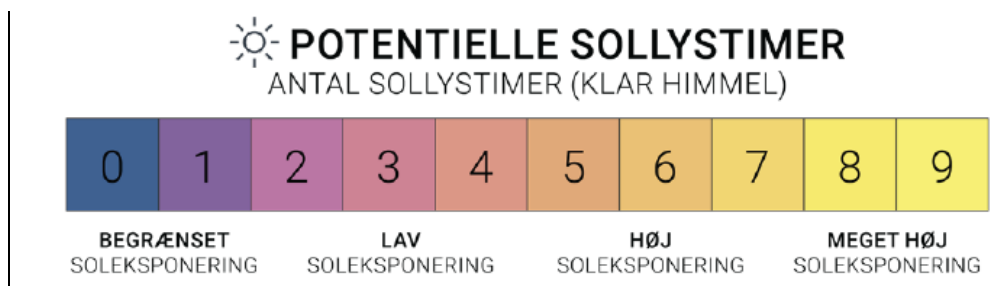 POTENTIELLE SOLLYSTIMER
ANTAL SOLLYSTIMER (KLAR HIMMEL)
0 1 2 3 4 5 6 7 8 9
BEGRÆNSET LAV HØJ MEGET HØJ
SOLEKSPONERING SOLEKSPONERING SOLEKSPONERING SOLEKSPONERING